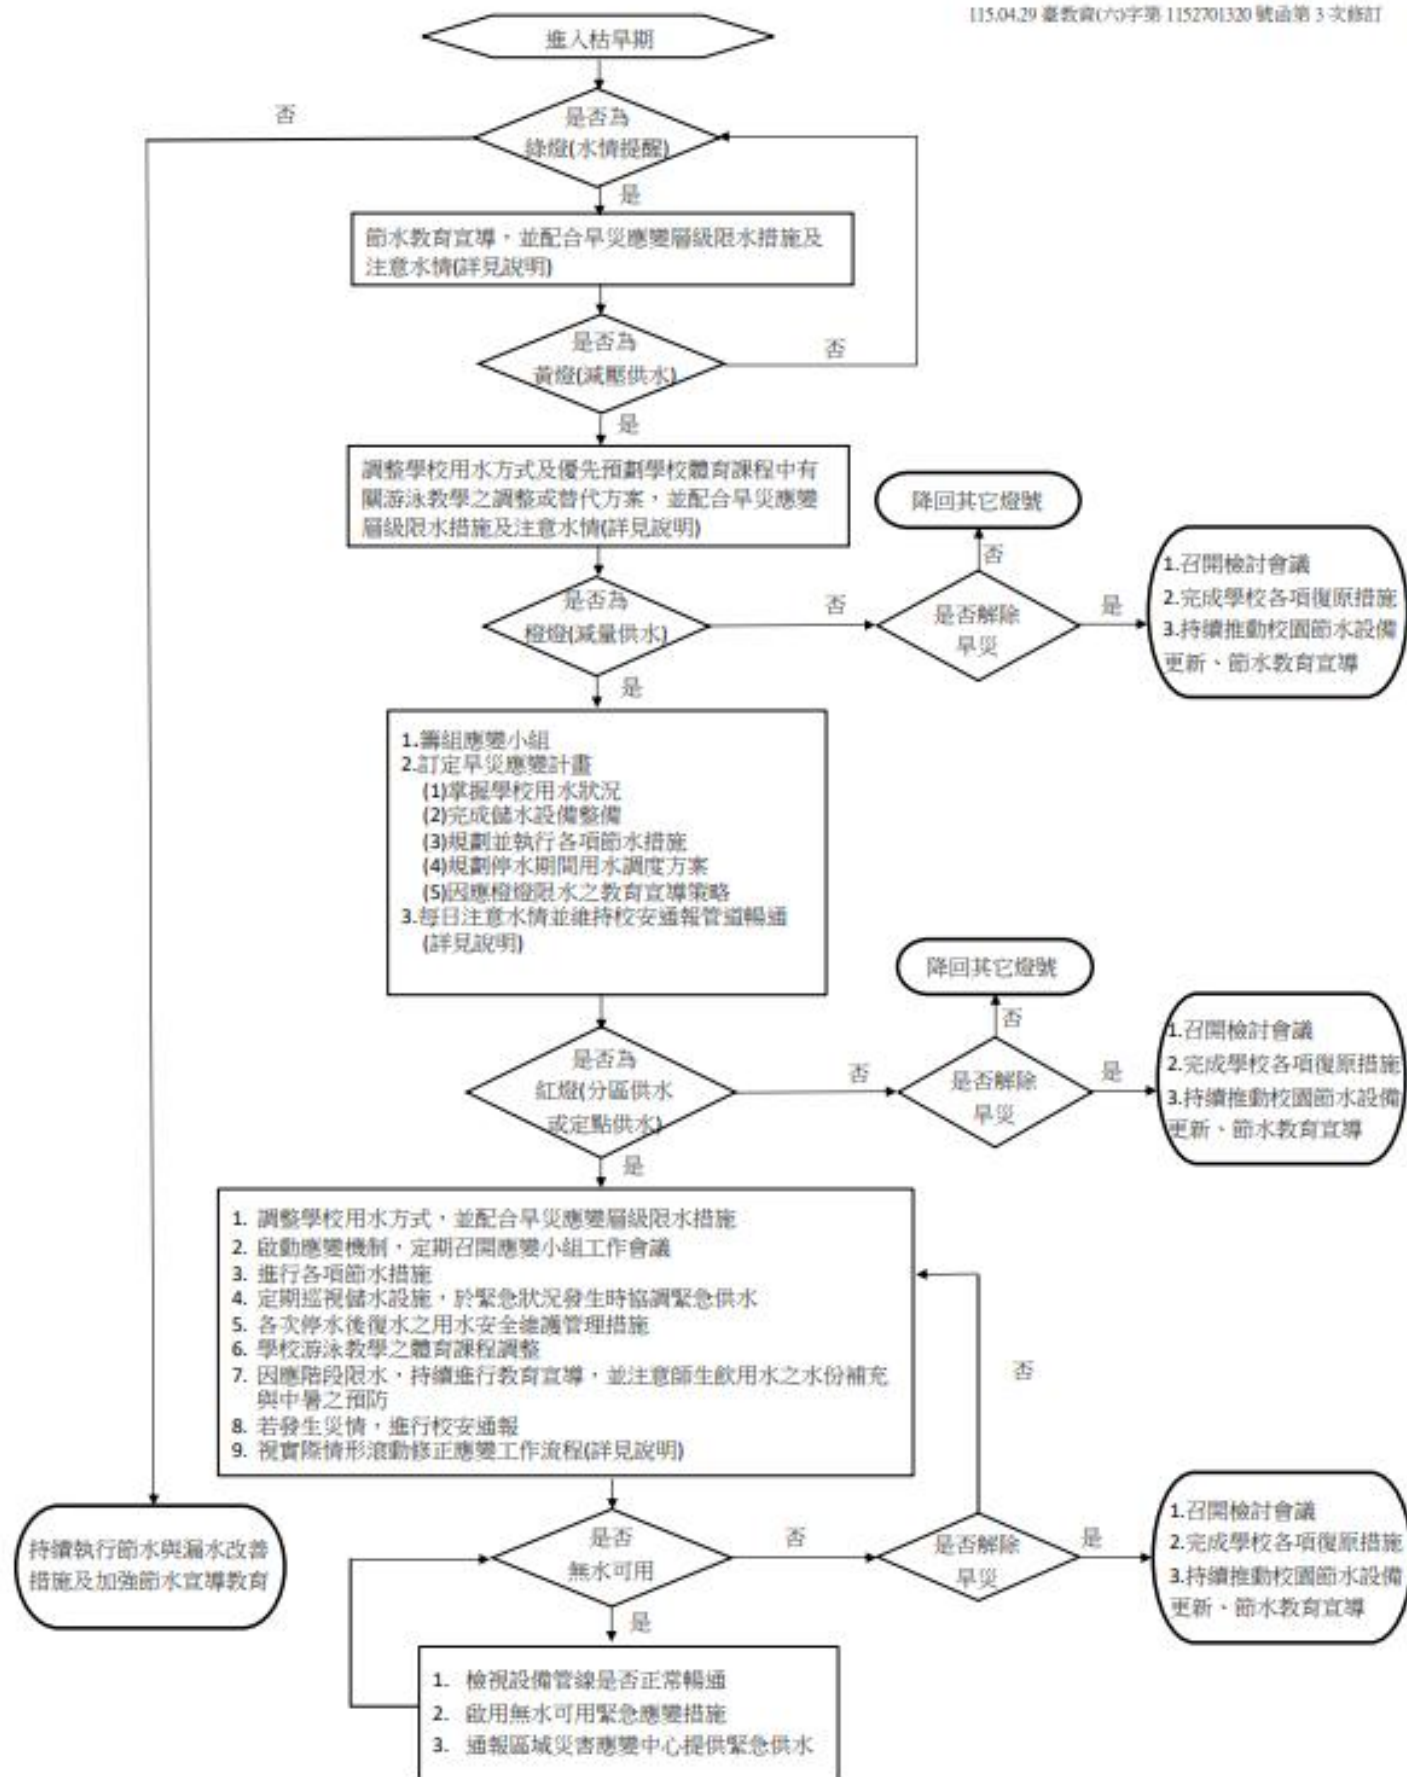 115.04.29 臺教資(六)字第 1152701320 號函第 3 次修訂
進入枯旱期
是否為
綠燈(水情提醒)
否
是
節水教育宣導，並配合旱災應變層級限水措施及
注意水情(詳見說明)
是否為
黃燈(減壓供水)
否
是
調整學校用水方式及優先預劃學校體育課程中有
關游泳教學之調整或替代方案，並配合旱災應變
層級限水措施及注意水情(詳見說明)
是否為
橙燈(減量供水)
否
是否解除
旱災
否
降回其它燈號
是
1.召開檢討會議
2.完成學校各項復原措施
3.持續推動校園節水設備
更新、節水教育宣導
是
1.籌組應變小組
2.訂定旱災應變計畫
(1)掌握學校用水狀況
(2)完成儲水設備整備
(3)規劃並執行各項節水措施
(4)規劃停水期間用水調度方案
(5)因應橙燈限水之教育宣導策略
3.每日注意水情並維持校安通報管道暢通
(詳見說明)
是否為
紅燈(分區供水
或定點供水)
否
是否解除
旱災
否
降回其它燈號
是
1.召開檢討會議
2.完成學校各項復原措施
3.持續推動校園節水設備
更新、節水教育宣導
是
1. 調整學校用水方式，並配合旱災應變層級限水措施
2. 啟動應變機制，定期召開應變小組工作會議
3. 進行各項節水措施
4. 定期巡視儲水設施，於緊急狀況發生時協調緊急供水
5. 各次停水後復水之用水安全維護管理措施
6. 學校游泳教學之體育課程調整
7. 因應階段限水，持續進行教育宣導，並注意師生飲用水之水份補充
與中暑之預防
8. 若發生災情，進行校安通報
9. 視實際情形滾動修正應變工作流程(詳見說明)
是否
無水可用
否
是否解除
旱災
否
是
1.召開檢討會議
2.完成學校各項復原措施
3.持續推動校園節水設備
更新、節水教育宣導
是
1. 檢視設備管線是否正常暢通
2. 啟用無水可用緊急應變措施
3. 通報區域災害應變中心提供緊急供水
持續執行節水與漏水改善
措施及加強節水宣導教育